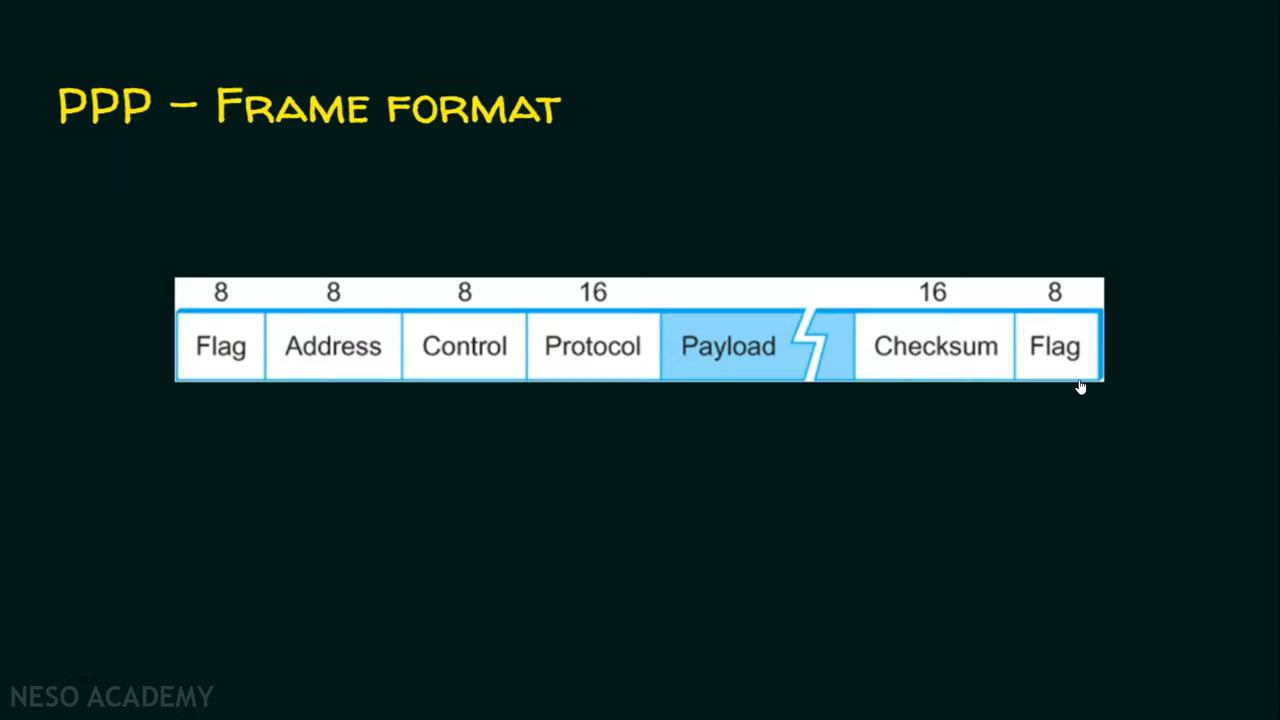 PPP – FRAME FORMAT
8 8 8 16 16 8
Flag Address Control Protocol Payload Checksum Flag
NESO ACADEMY